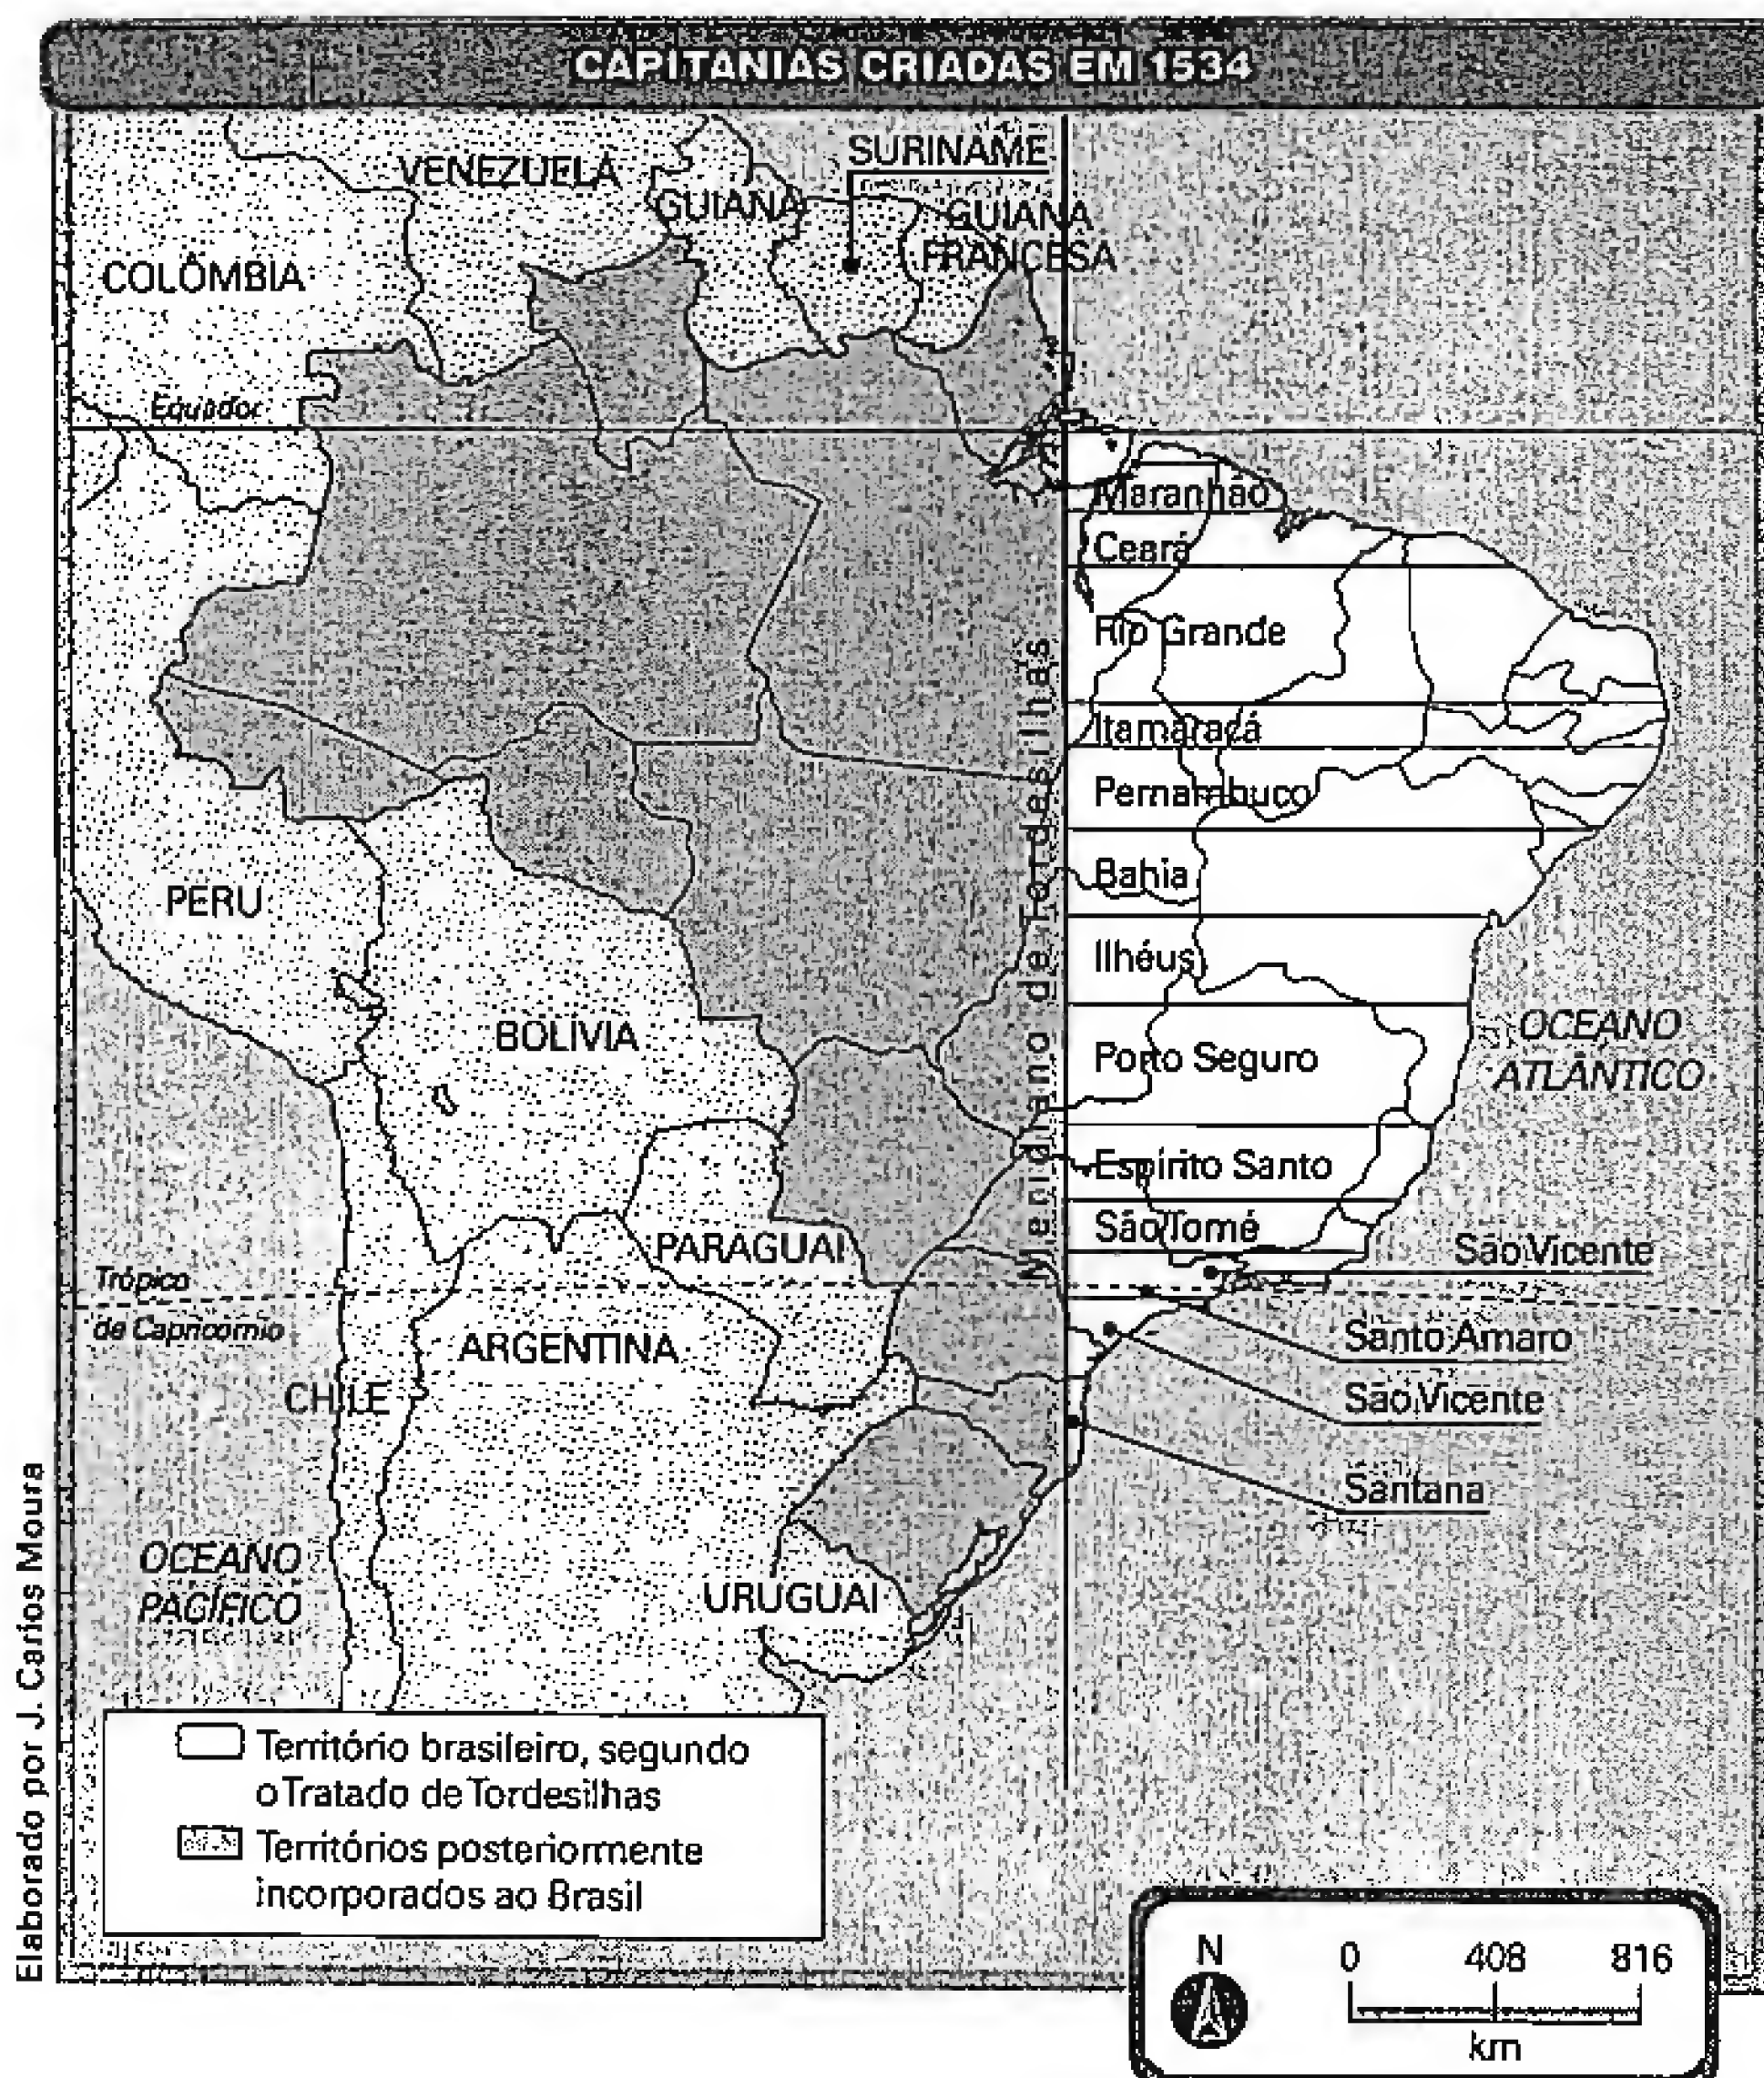 CAPITANIAS CRIADAS EM 1534
VENEZUELA
SURINAME
GUIANA
GUIANA
FRANCESA
COLÔMBIA
Equador
Maranhão
Ceará
Rio Grande
Itamaracá
Pernambuco
Bahia
Ilhéus
Porto Seguro
Espírito Santo
São Tomé
São Vicente
Santo Amaro
São Vicente
Santana
Meridiano de Tordesilhas
PERU
BOLÍVIA
PARAGUAI
Trópico
de Capricórnio
ARGENTINA
CHILE
URUGUAI
OCEANO
ATLÂNTICO
OCEANO
PACÍFICO
Elaborado por J. Carlos Moura
Território brasileiro, segundo
o Tratado de Tordesilhas
Territórios posteriormente
incorporados ao Brasil
N
0 408 816
km